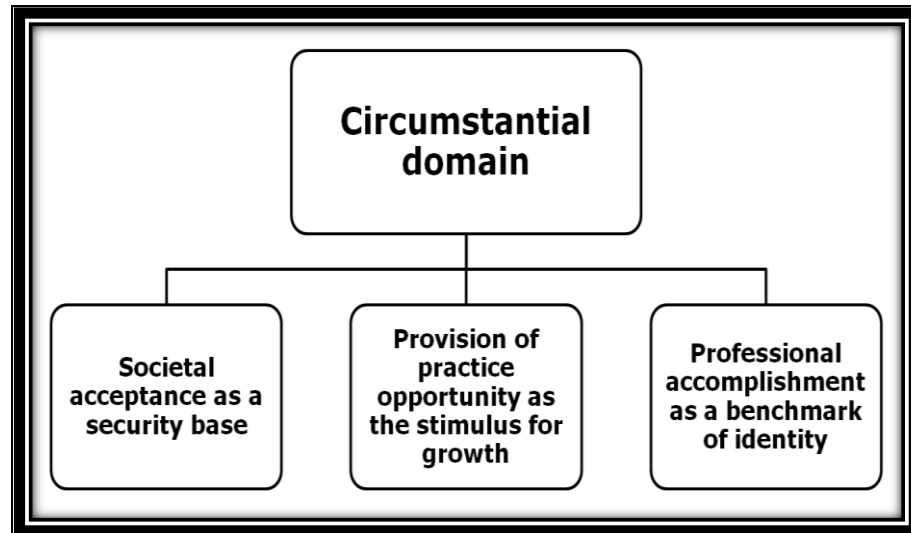 Circumstantial
domain
Societal
acceptance as a
security base
Provision of
practice
opportunity as
the stimulus for
growth
Professional
accomplishment
as a benchmark
of identity